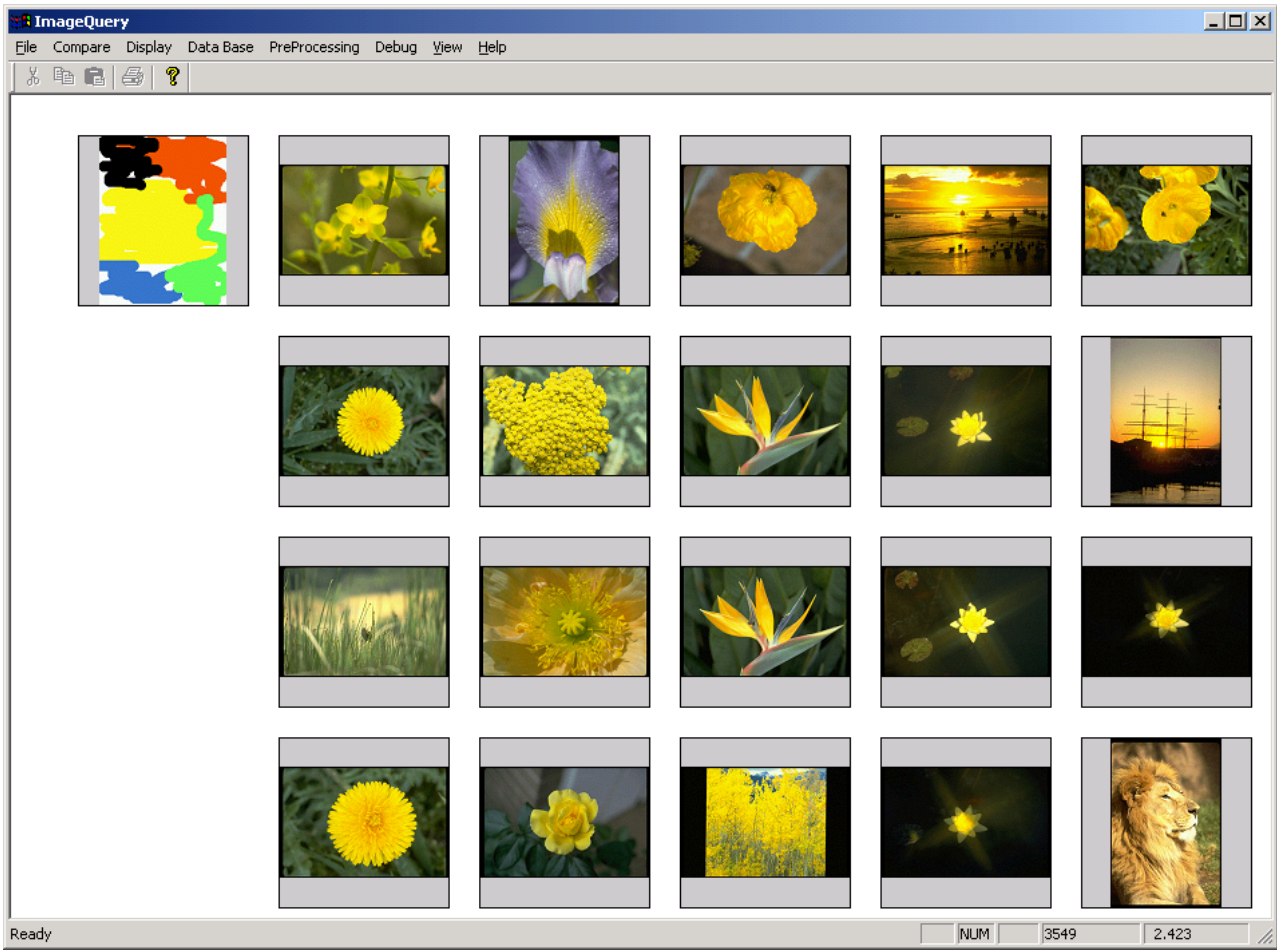 ImageQuery
File Compare Display Data Base PreProcessing Debug View Help
Ready NUM 3549 2.423